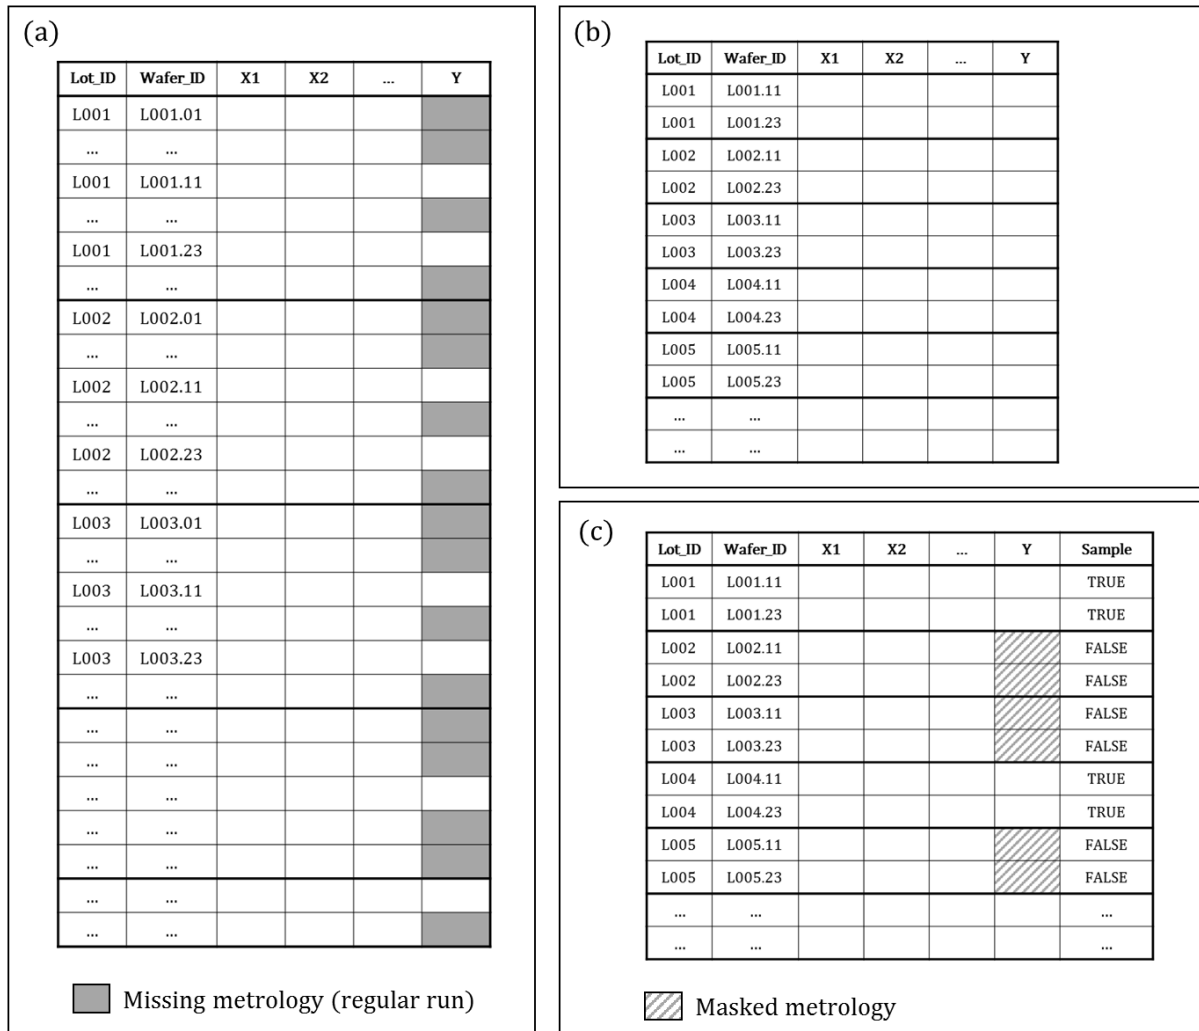 (a)
Lot_ID Wafer_ID X1 X2 ... Y
L001 L001.01
... ...
L001 L001.11
... ...
L001 L001.23
... ...
L002 L002.01
... ...
L002 L002.11
... ...
L002 L002.23
... ...
L003 L003.01
... ...
L003 L003.11
... ...
L003 L003.23
... ...
... ...
... ...
... ...
... ...
... ...
... ...
... ...
Missing metrology (regular run)
(b)
Lot_ID Wafer_ID X1 X2 ... Y
L001 L001.11
L001 L001.23
L002 L002.11
L002 L002.23
L003 L003.11
L003 L003.23
L004 L004.11
L004 L004.23
L005 L005.11
L005 L005.23
... ...
... ...
(c)
Lot_ID Wafer_ID X1 X2 ... Y Sample
L001 L001.11 TRUE
L001 L001.23 TRUE
L002 L002.11 FALSE
L002 L002.23 FALSE
L003 L003.11 FALSE
L003 L003.23 FALSE
L004 L004.11 TRUE
L004 L004.23 TRUE
L005 L005.11 FALSE
L005 L005.23 FALSE
... ... ...
... ... ...
Masked metrology